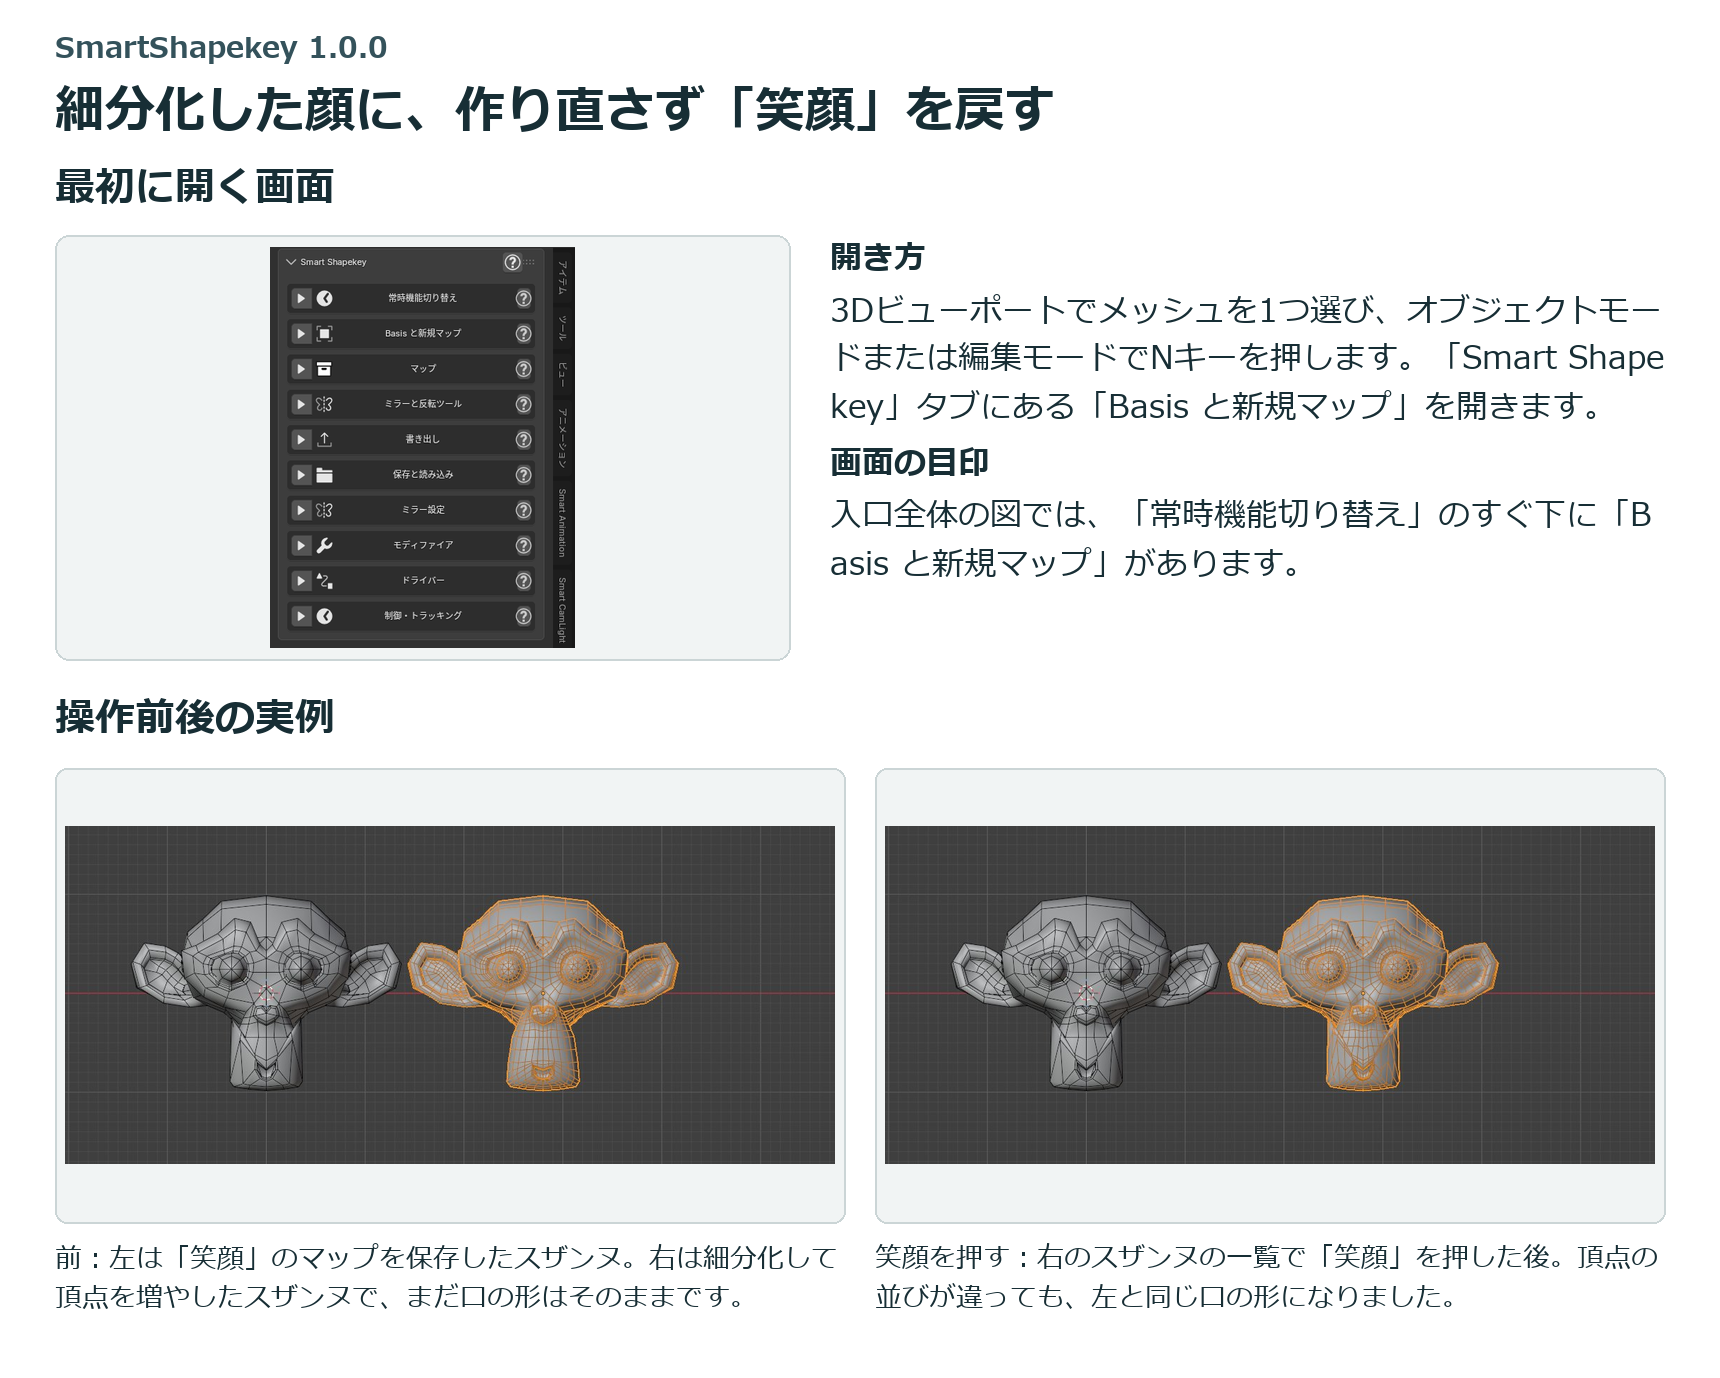 SmartShapekey 1.0.0
細分化した顔に、作り直さず「笑顔」を戻す
最初に開く画面
Smart Shapekey
常時機能切り替え
Basis と新規マップ
マップ
ミラーと反転ツール
書き出し
保存と読み込み
ミラー設定
モディファイア
ドライバー
制御・トラッキング
アイテム
ツール
ビュー
アニメーション
Smart Animation
Smart CamLight
開き方
3Dビューポートでメッシュを1つ選び、オブジェクトモー
ドまたは編集モードでNキーを押します。「Smart Shape
key」タブにある「Basis と新規マップ」を開きます。
画面の目印
入口全体の図では、「常時機能切り替え」のすぐ下に「B
asis と新規マップ」があります。
操作前後の実例
前：左は「笑顔」のマップを保存したスザンヌ。右は細分化して
頂点を増やしたスザンヌで、まだ口の形はそのままです。
笑顔を押す：右のスザンヌの一覧で「笑顔」を押した後。頂点の
並びが違っても、左と同じ口の形になりました。